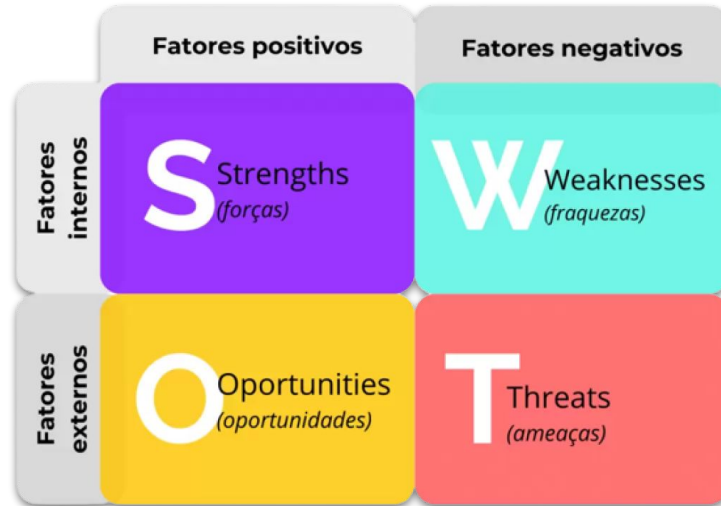 Fatores positivos
Fatores negativos
Fatores
internos
S
Strengths
(forças)
W
Weaknesses
(fraquezas)
Fatores
externos
O
Oportunities
(oportunidades)
T
Threats
(ameaças)